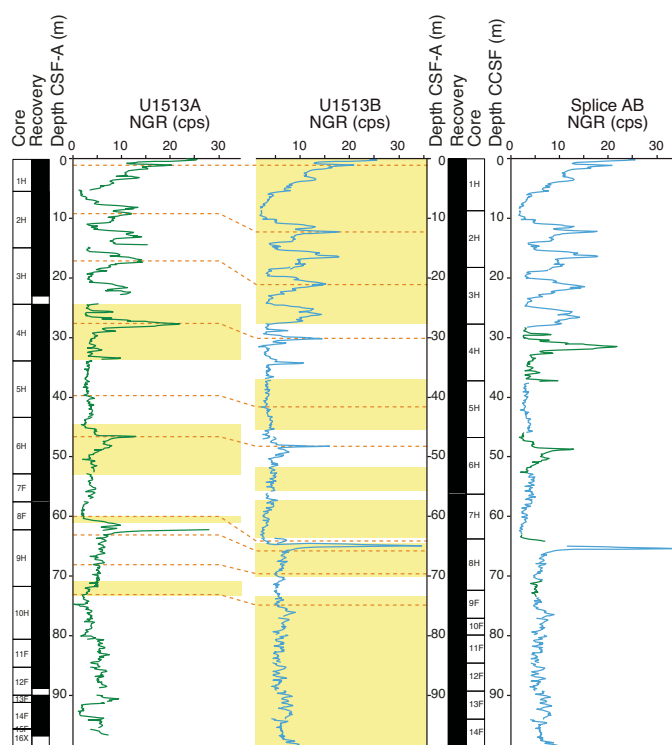 Core
Recovery
Depth CSF-A (m)
U1513A
NGR (cps)
U1513B
NGR (cps)
Depth CSF-A (m)
Recovery
Core
Depth CCSF (m)
Splice AB
NGR (cps)
0 10 20 30
10 20 30
0 10 20 30
0
10
20
30
40
50
60
70
80
90
0
10
20
30
40
50
60
70
80
90
0
10
20
30
40
50
60
70
80
90
1H
2H
3H
4H
5H
6H
7F
8F
9H
10H
11F
12F
13F
14F
15F
16X
1H
2H
3H
4H
5H
6H
7H
8H
9F
10F
11F
12F
13F
14F